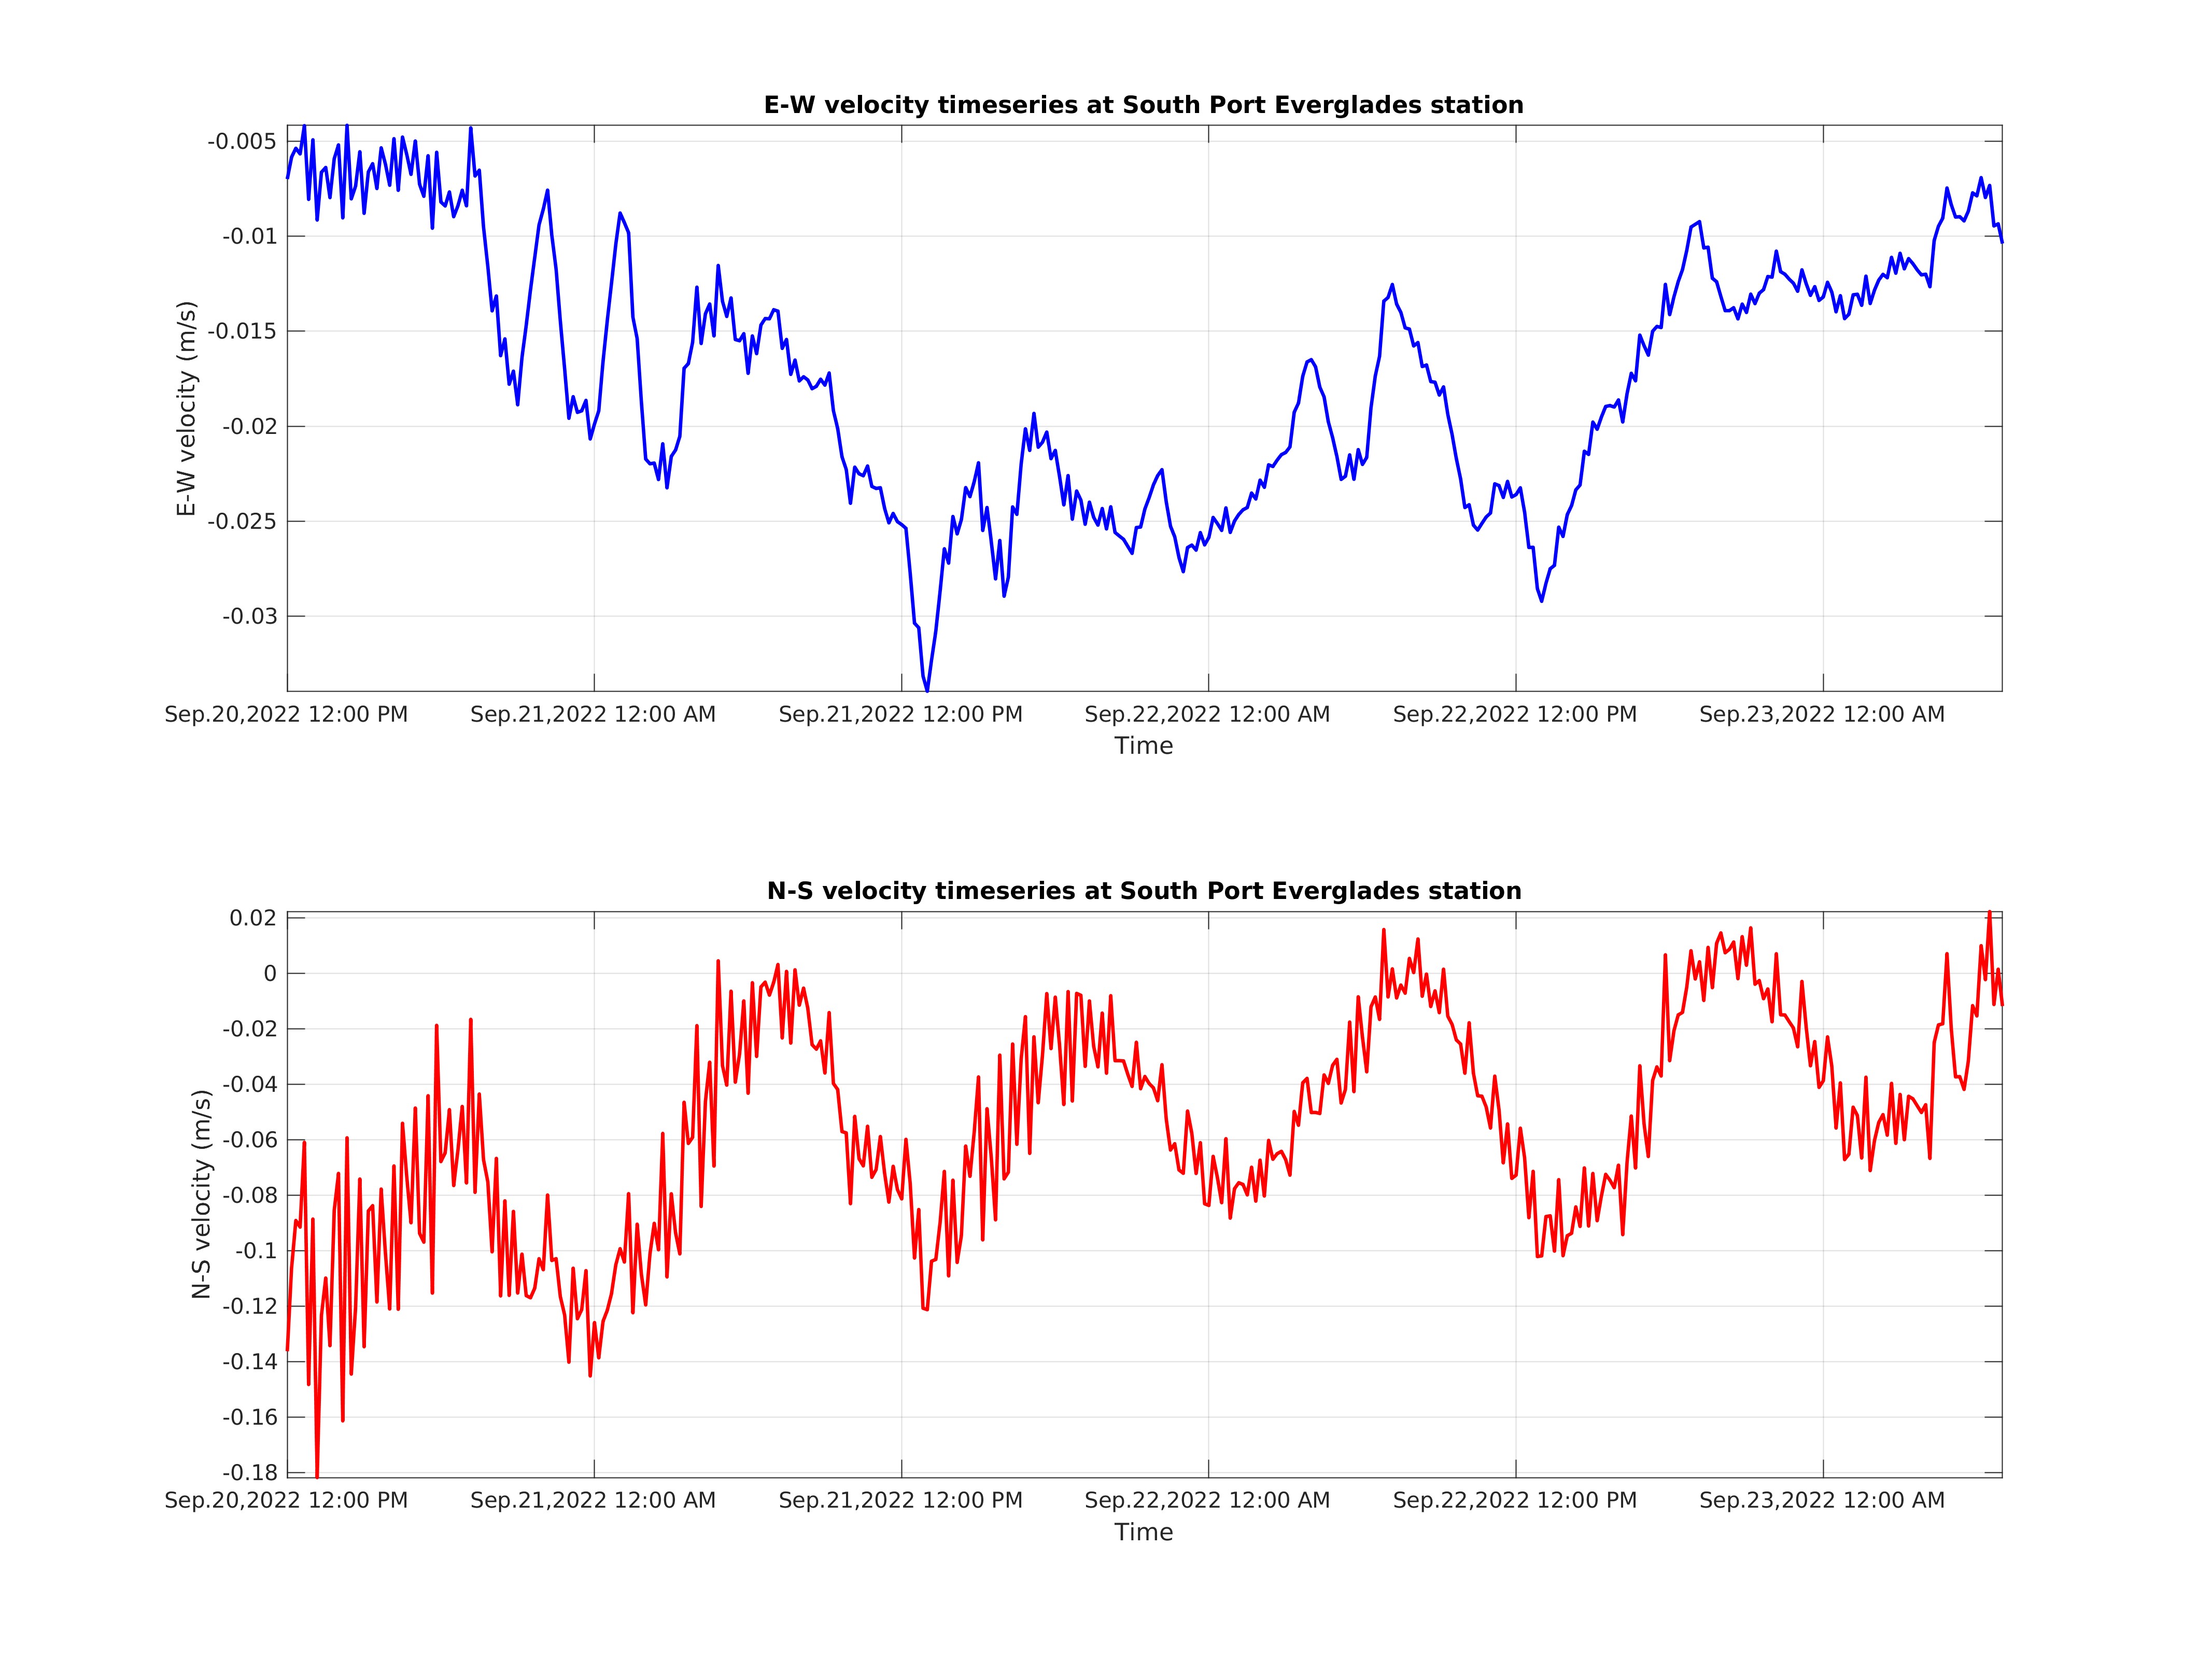 E-W velocity timeseries at South Port Everglades station
-0.005
-0.01
-0.015
-0.02
-0.025
-0.03
E-W velocity (m/s)
Sep.20,2022 12:00 PM Sep.21,2022 12:00 AM Sep.21,2022 12:00 PM Sep.22,2022 12:00 AM Sep.22,2022 12:00 PM Sep.23,2022 12:00 AM
Time
N-S velocity timeseries at South Port Everglades station
0.02
0
-0.02
-0.04
-0.06
-0.08
-0.1
-0.12
-0.14
-0.16
-0.18
N-S velocity (m/s)
Sep.20,2022 12:00 PM Sep.21,2022 12:00 AM Sep.21,2022 12:00 PM Sep.22,2022 12:00 AM Sep.22,2022 12:00 PM Sep.23,2022 12:00 AM
Time